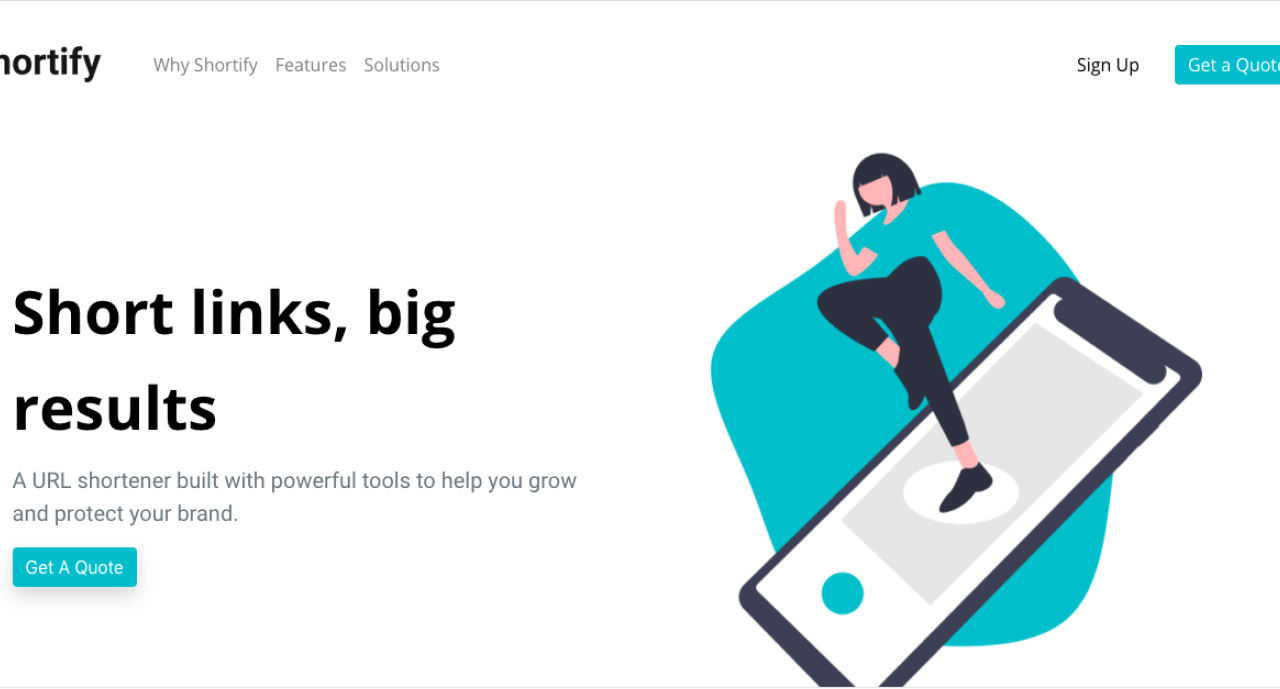 hortify
Why Shortify Features Solutions
Sign Up
Get a Quote
Short links, big
results
A URL shortener built with powerful tools to help you grow
and protect your brand.
Get A Quote